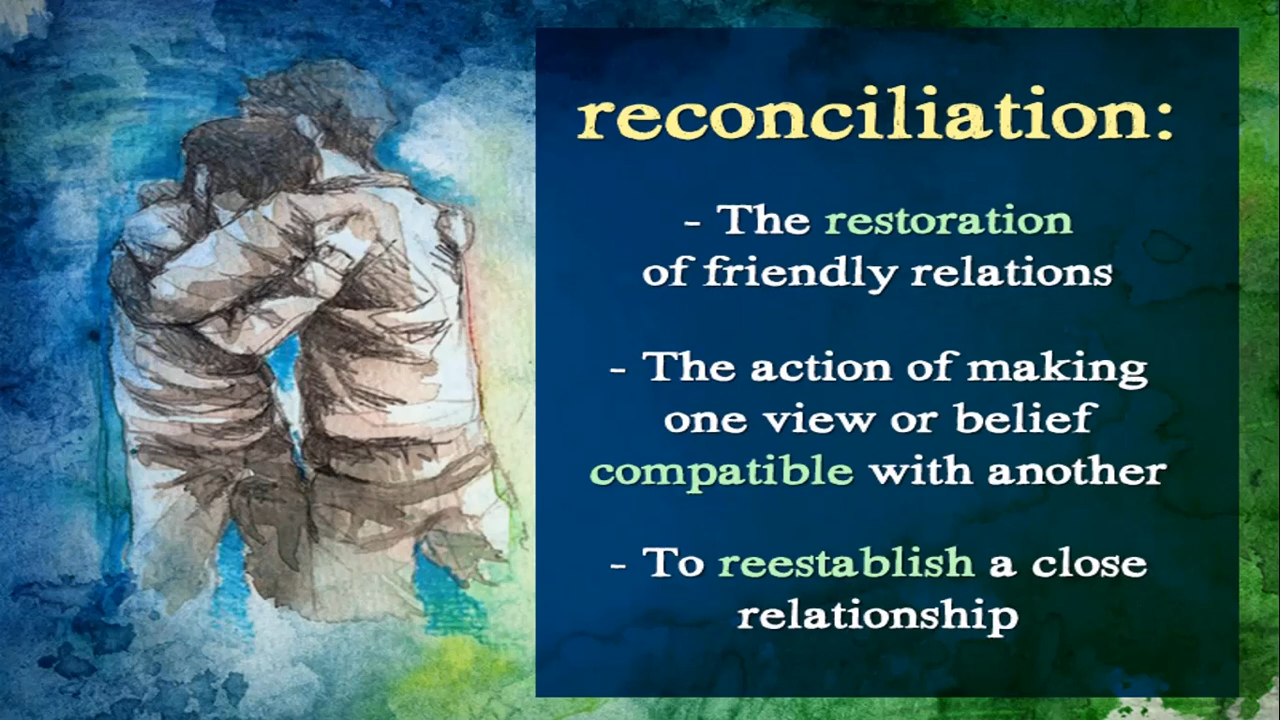 reconciliation:
- The restoration
of friendly relations
- The action of making
one view or belief
compatible with another
- To reestablish a close
relationship